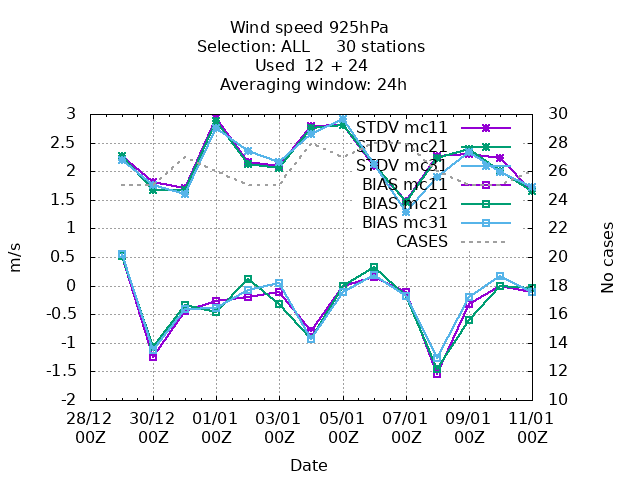 Wind speed 925hPa
Selection: ALL     30 stations
Used  12 + 24
Averaging window: 24h
3
2.5
2
1.5
1
0.5
0
-0.5
-1
-1.5
-2
m/s
30
28
26
24
22
20
18
16
14
12
10
No cases
STDV mc11
STDV mc21
STDV mc31
BIAS mc11
BIAS mc21
BIAS mc31
CASES
28/12 30/12 01/01 03/01 05/01 07/01 09/01 11/01
00Z 00Z 00Z 00Z 00Z 00Z 00Z 00Z
Date